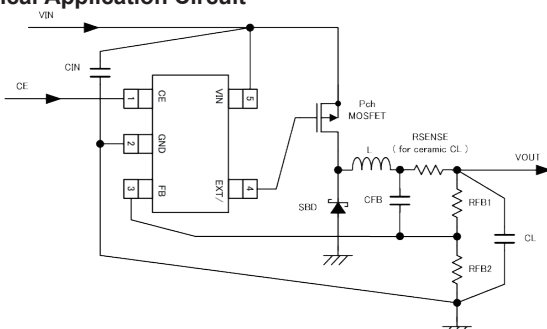 ical Application Circuit
VIN
CIN
CE
1
CE
VIN
5
2
GND
3
FB
EXT/
4
Pch
MOSFET
RSENSE
( for ceramic CL )
L
VOUT
SBD
CFB
RFB1
CL
RFB2